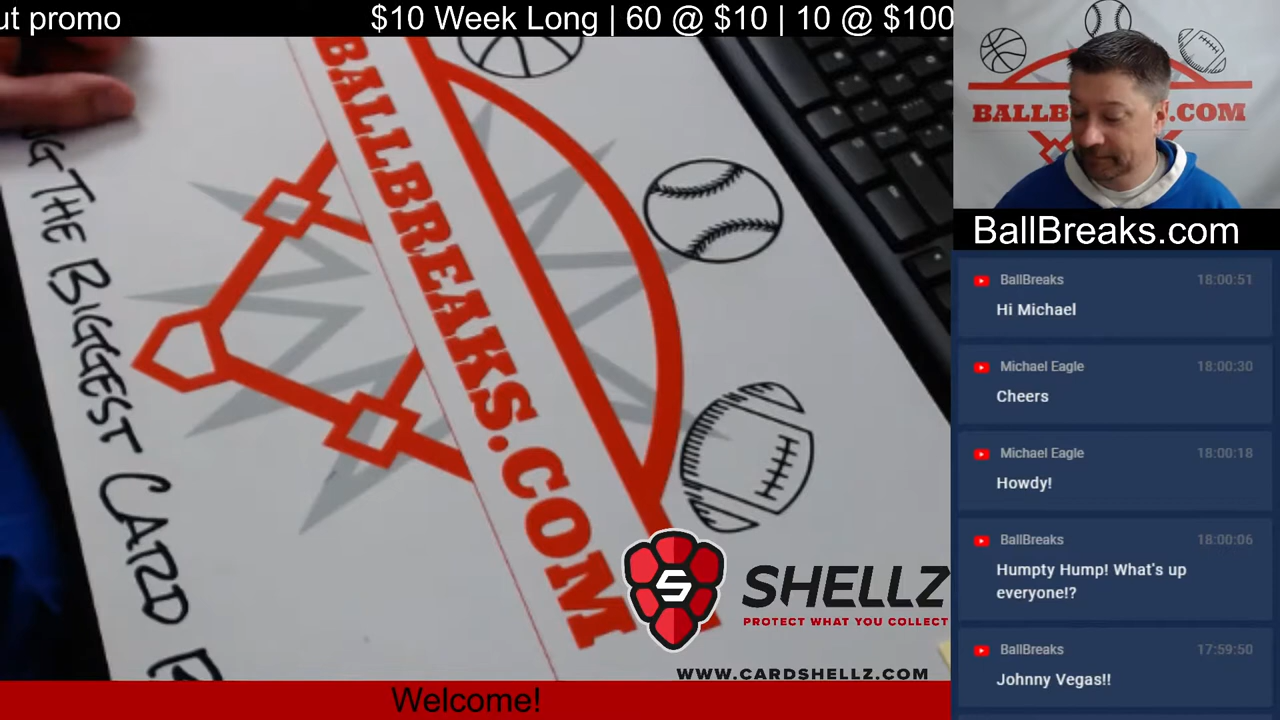 ut promo
$10 Week Long | 60 @ $10 | 10 @ $100
BALLBREAKS.COM
NG THE BIGGEST CARD
SHELLZ
PROTECT WHAT YOU COLLECT
WWW.CARDSHELLZ.COM
Welcome!
BALLB .COM
BallBreaks.com
BallBreaks 18:00:51
Hi Michael
Michael Eagle 18:00:30
Cheers
Michael Eagle 18:00:18
Howdy!
BallBreaks 18:00:06
Humpty Hump! What's up
everyone!?
BallBreaks 17:59:50
Johnny Vegas!!